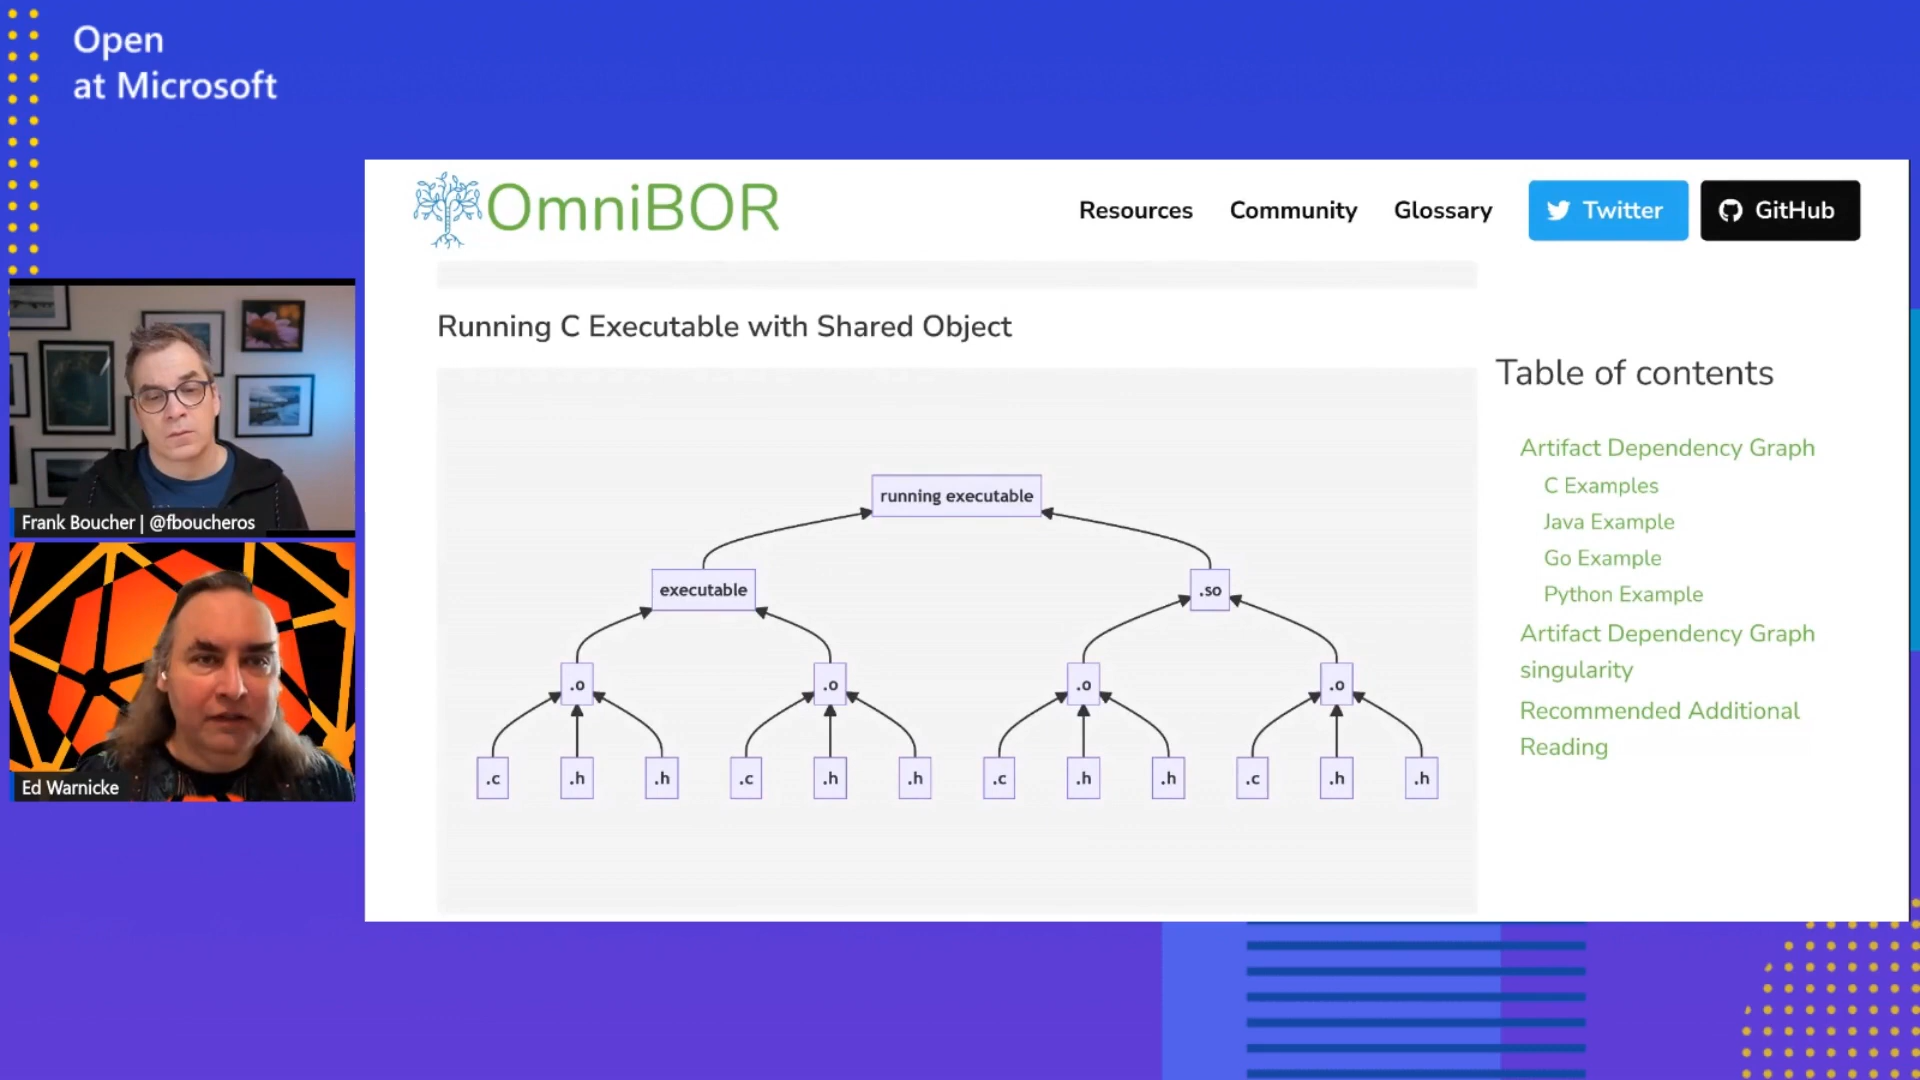 Open
at Microsoft
OmniBOR
Resources
Community
Glossary
Twitter
GitHub
Running C Executable with Shared Object
running executable
executable
.so
.o
.o
.o
.o
.c
.h
.h
.c
.h
.h
.c
.h
.h
.c
.h
.h
Table of contents
Artifact Dependency Graph
C Examples
Java Example
Go Example
Python Example
Artifact Dependency Graph
singularity
Recommended Additional
Reading
Frank Boucher | @fboucheros
Ed Warnicke